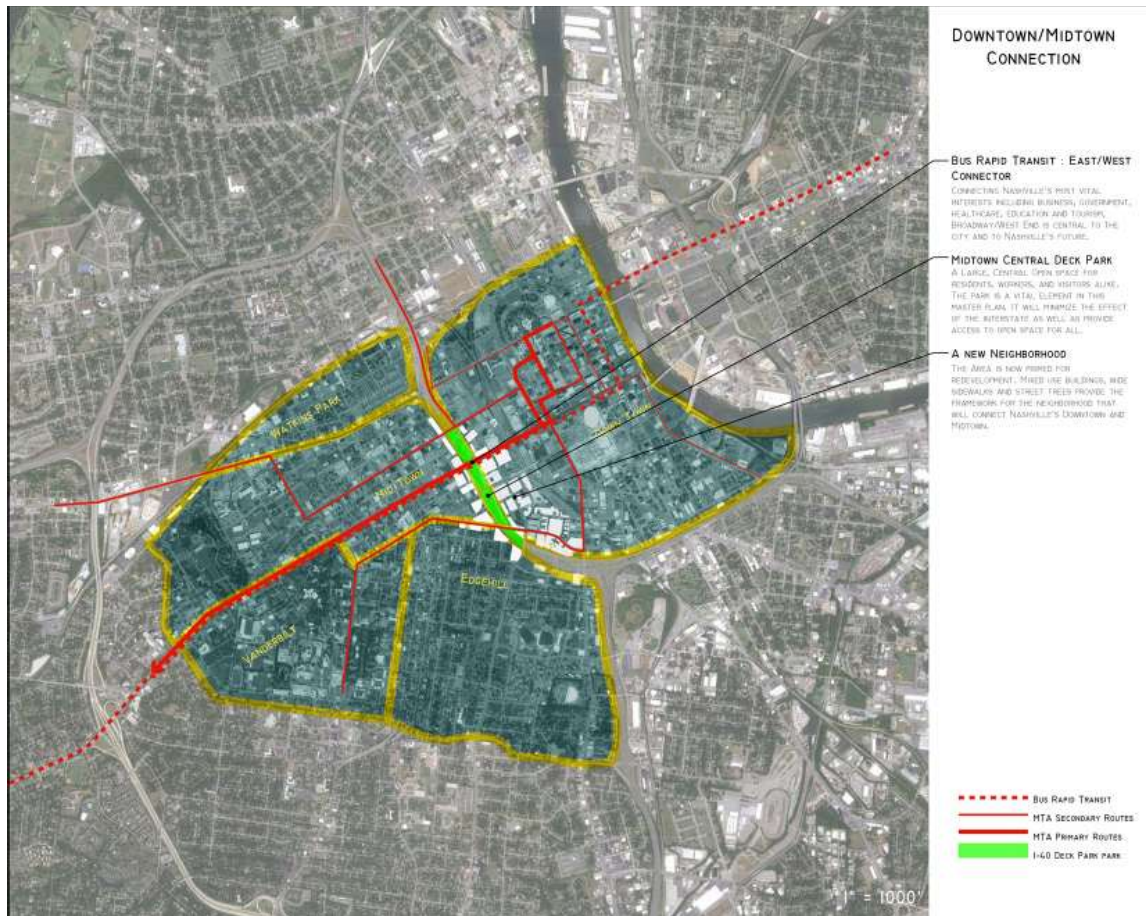 DOWNTOWN/MIDTOWN
CONNECTION
BUS RAPID TRANSIT : EAST/WEST
CONNECTOR
CONNECTING NASHVILLE'S MOST VITAL
INTERESTS INCLUDING BUSINESS, GOVERNMENT,
HEALTHCARE, EDUCATION AND TOURISM,
BROADWAY/WEST END IS CENTRAL TO THE
CITY AND TO NASHVILLE'S FUTURE.
MIDTOWN CENTRAL DECK PARK
A LARGE, CENTRAL OPEN SPACE FOR
RESIDENTS, WORKERS, AND VISITORS ALIKE.
THE PARK IS A VITAL ELEMENT IN THIS
MASTER PLAN. IT WILL MINIMIZE THE EFFECT
OF THE INTERSTATE AS WELL AS PROVIDE
ACCESS TO OPEN SPACE FOR ALL.
A NEW NEIGHBORHOOD
THE AREA IS NOW PRIMED FOR
REDEVELOPMENT. MIXED USE BUILDINGS, WIDE
SIDEWALKS AND STREET TREES PROVIDE THE
FRAMEWORK FOR THE NEIGHBORHOOD THAT
WILL CONNECT NASHVILLE'S DOWNTOWN AND
MIDTOWN.
WATKINS PARK
DOWN TOWN
MID TOWN
EDGEHILL
VANDERBILT
BUS RAPID TRANSIT
MTA SECONDARY ROUTES
MTA PRIMARY ROUTES
I-40 DECK PARK PARK
1" = 1000'